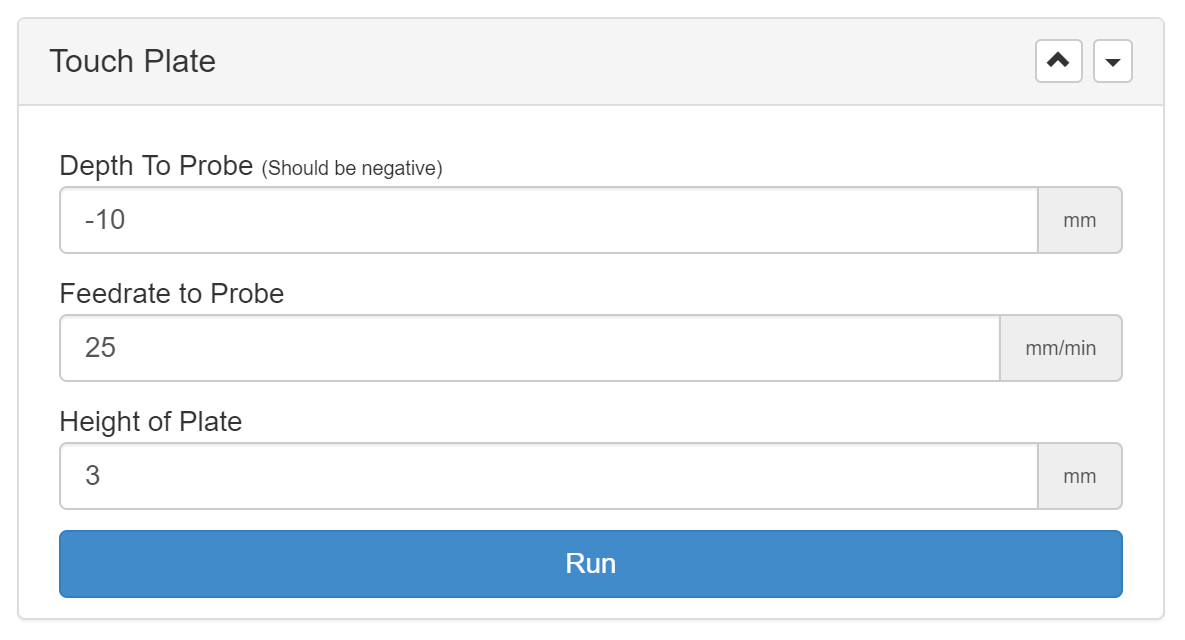 Touch Plate
Depth To Probe (Should be negative)
-10 mm
Feedrate to Probe
25 mm/min
Height of Plate
3 mm
Run